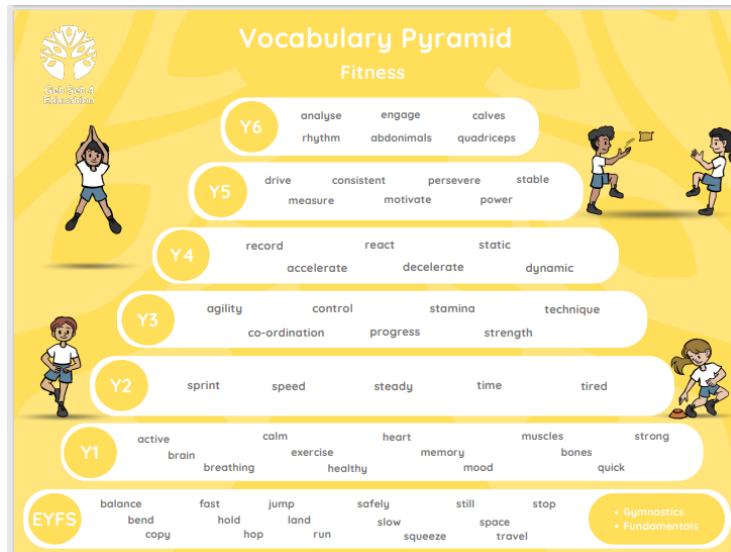 Get Set 4
Education
Vocabulary Pyramid
Fitness
Y6
analyse engage calves
rhythm abdonimals quadriceps
Y5
drive consistent persevere stable
measure motivate power
Y4
record react static
accelerate decelerate dynamic
Y3
agility control stamina technique
co-ordination progress strength
Y2
sprint speed steady time tired
Y1
active calm heart muscles strong
brain exercise memory bones
breathing healthy mood quick
EYFS
balance fast jump safely still stop
bend hold land slow space
copy hop run squeeze travel
• Gymnastics
• Fundamentals